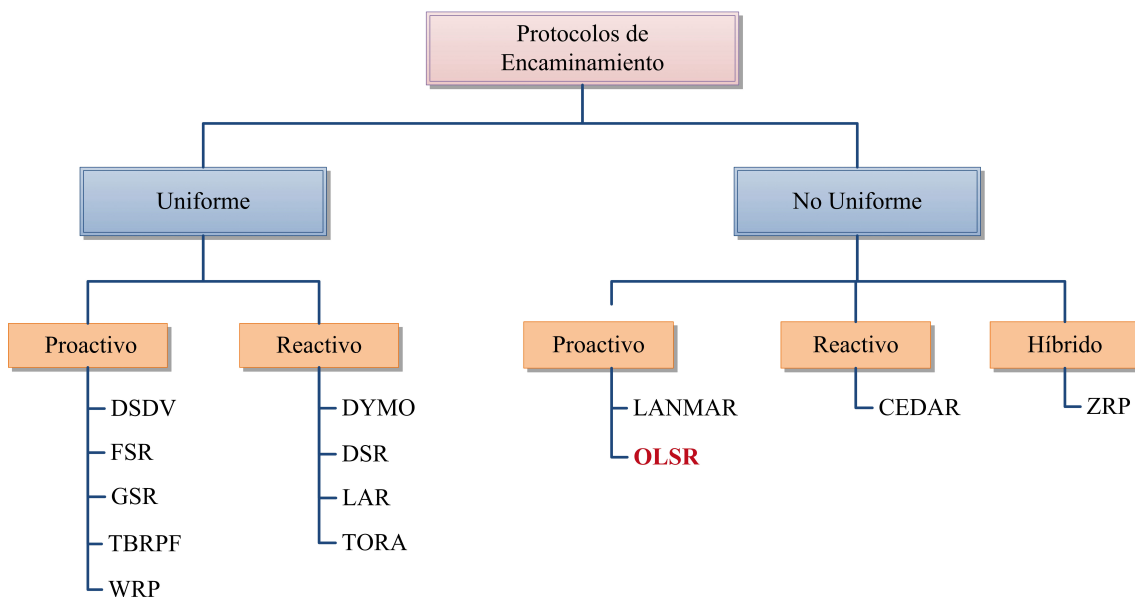 Protocolos de
Encaminamiento
Uniforme
No Uniforme
Proactivo
Reactivo
Proactivo
Reactivo
Híbrido
DSDV
FSR
GSR
TBRPF
WRP
DYMO
DSR
LAR
TORA
LANMAR
OLSR
CEDAR
ZRP